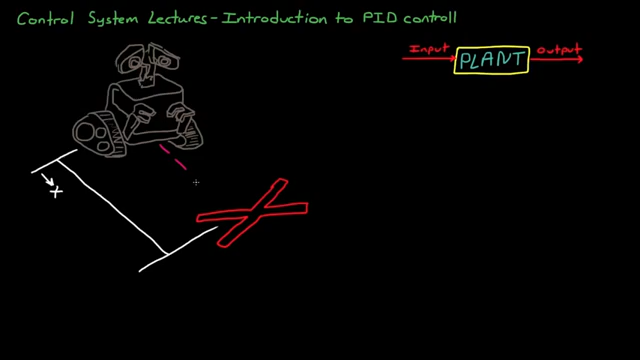 Control System Lectures - Introduction to PID controll
Input PLANT Output
x